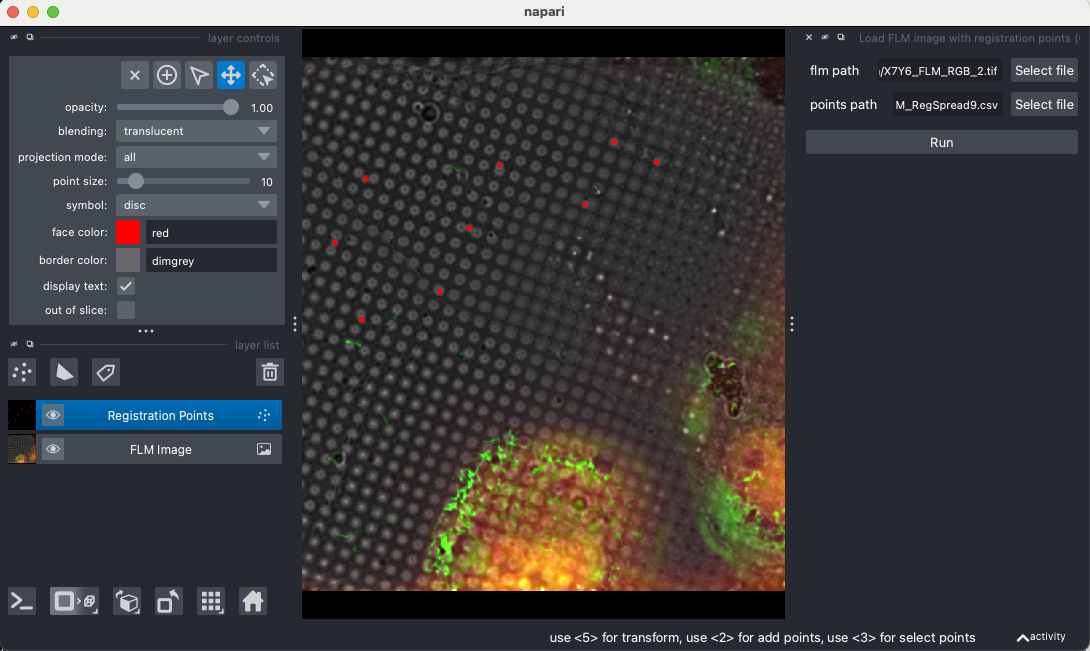 napari
layer controls
opacity: 1.00
blending: translucent
projection mode: all
point size: 10
symbol: disc
face color: red
border color: dimgrey
display text:
out of slice:
layer list
Registration Points
FLM Image
Load FLM image with registration points (
flm path /X7Y6_FLM_RGB_2.tif Select file
points path M_RegSpread9.csv Select file
Run
use <5> for transform, use <2> for add points, use <3> for select points
activity